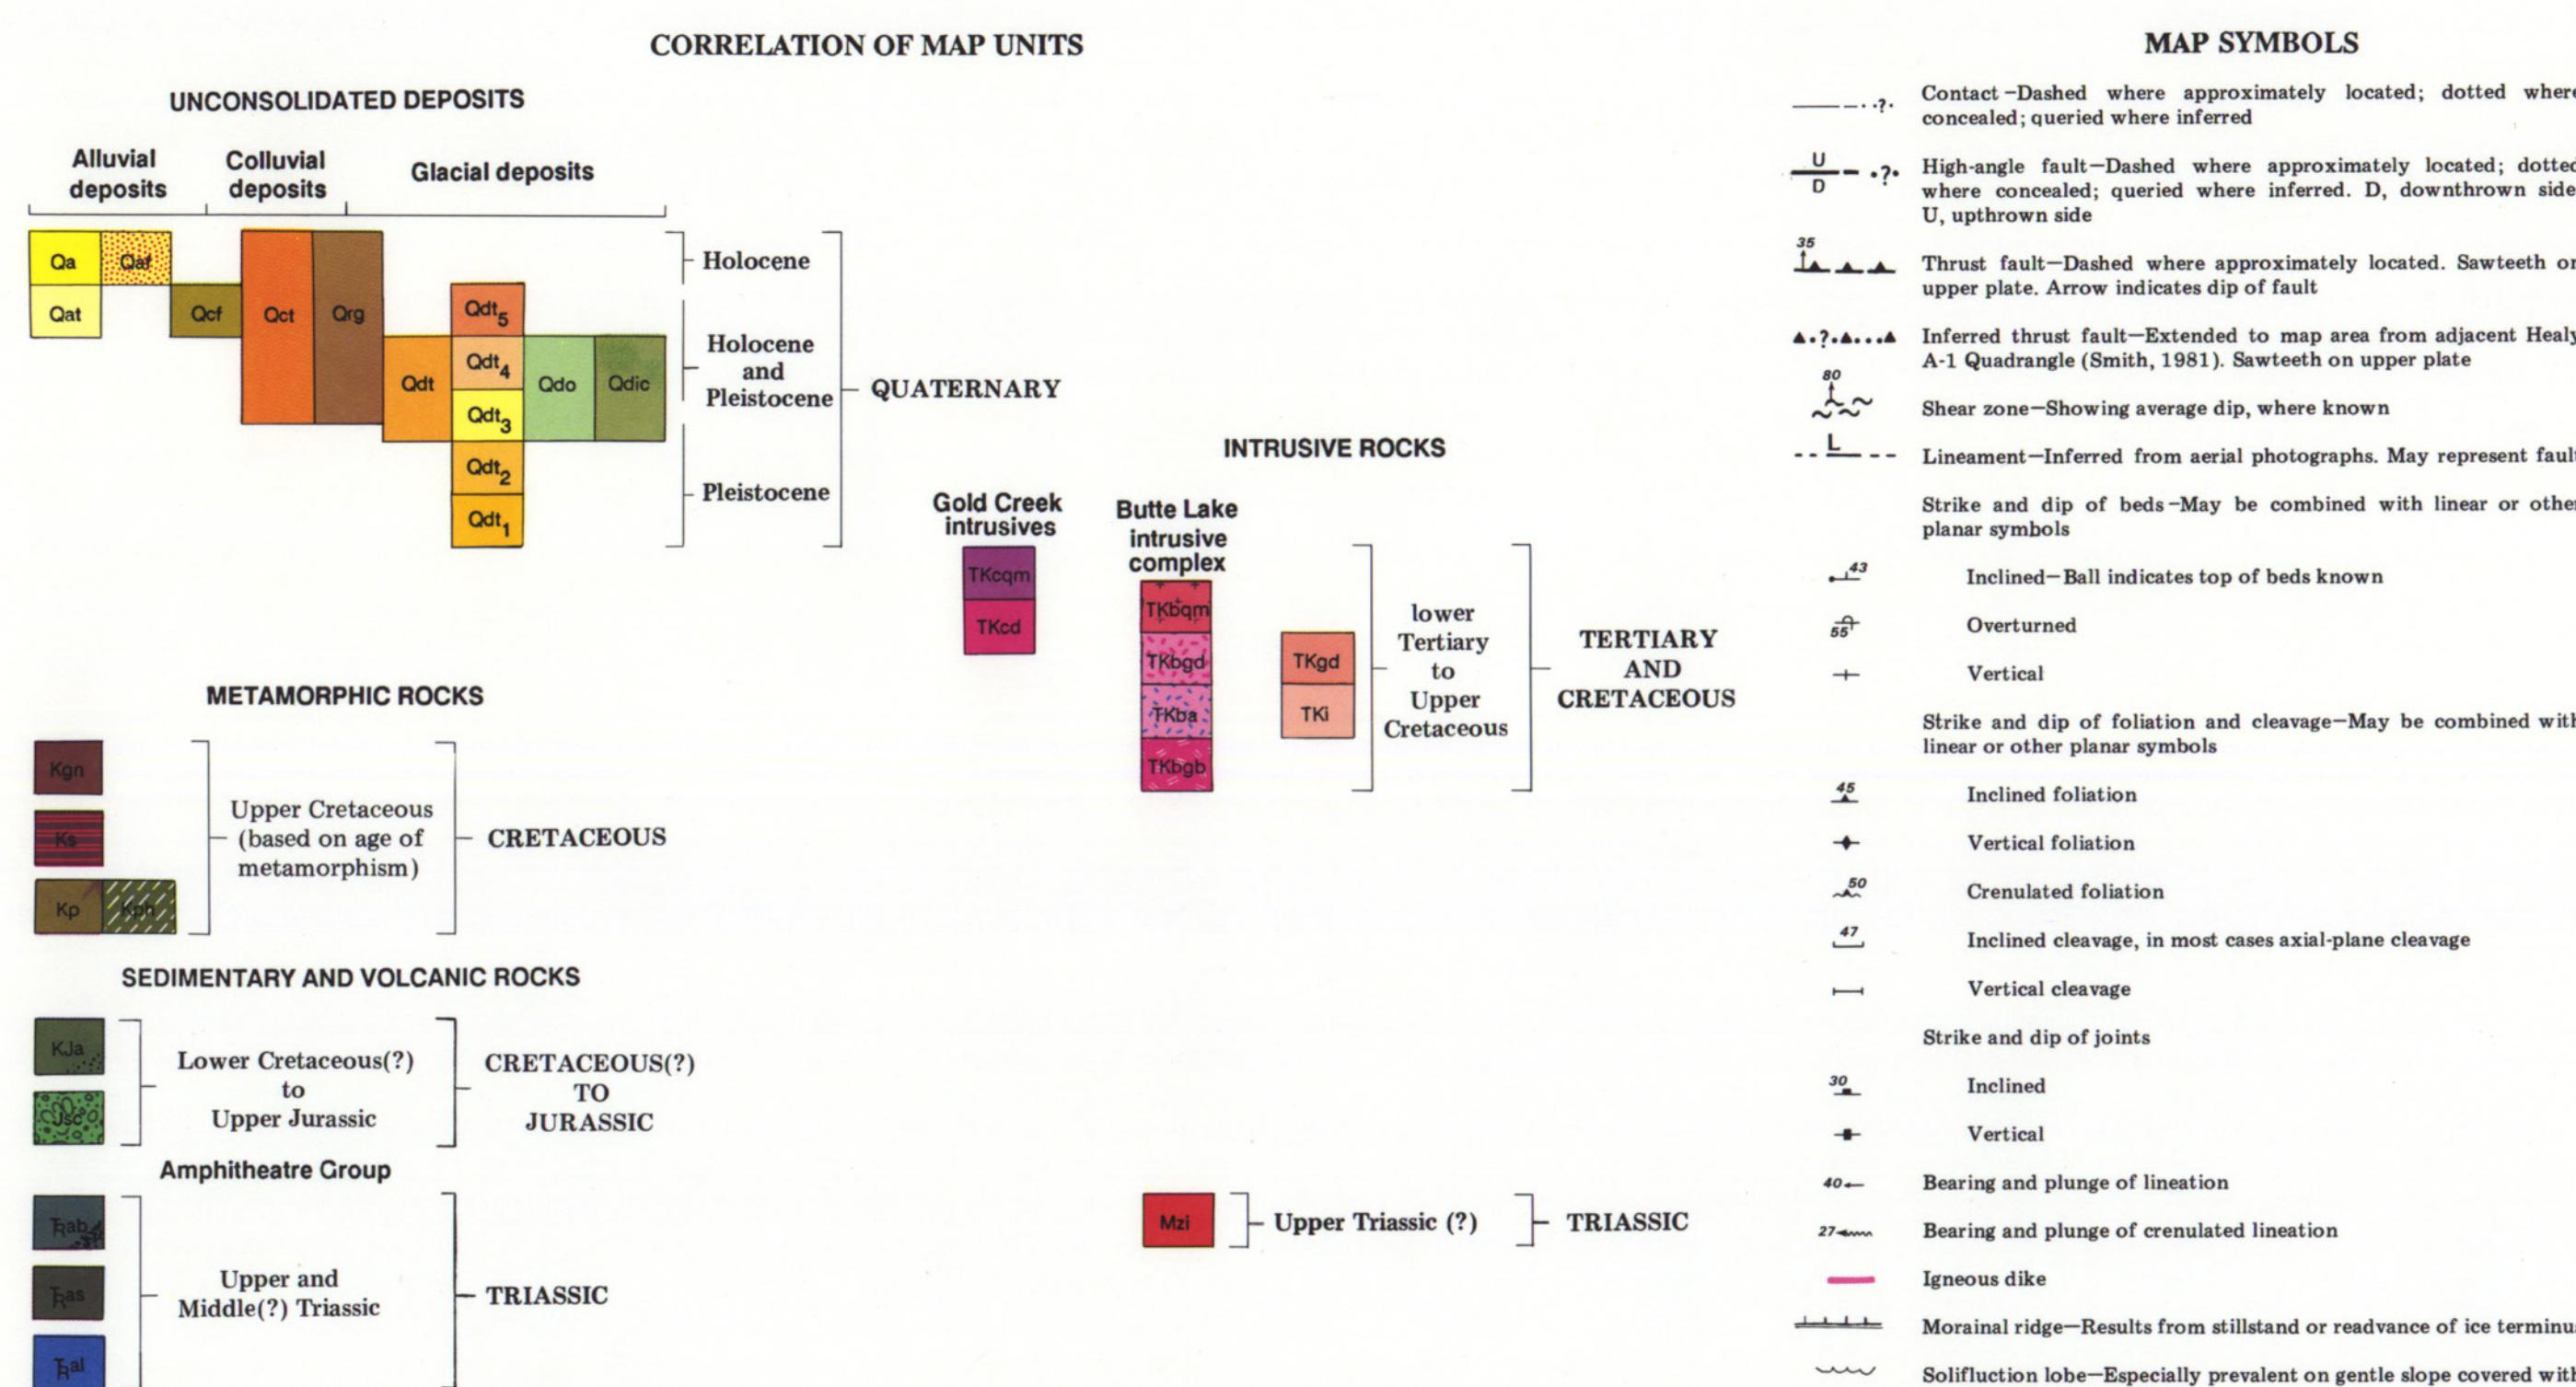 CORRELATION OF MAP UNITS
UNCONSOLIDATED DEPOSITS
Alluvial
deposits
Colluvial
deposits
Glacial deposits
Qa
Qaf
Qat
Qcf
Qct
Qrg
Qdt
Qdt5
Qdt4
Qdt3
Qdt2
Qdt1
Qdo
Qdic
Holocene
Holocene
and
Pleistocene
Pleistocene
QUATERNARY
INTRUSIVE ROCKS
Gold Creek
intrusives
TKcqm
TKcd
Butte Lake
intrusive
complex
TKbqm
TKbgd
TKba
TKbgb
TKgd
TKi
lower
Tertiary
to
Upper
Cretaceous
TERTIARY
AND
CRETACEOUS
METAMORPHIC ROCKS
Kgn
Ks
Kp
Kph
Upper Cretaceous
(based on age of
metamorphism)
CRETACEOUS
SEDIMENTARY AND VOLCANIC ROCKS
KJa
Jsc
Lower Cretaceous(?)
to
Upper Jurassic
CRETACEOUS(?)
TO
JURASSIC
Amphitheatre Group
TRab
TRas
TRal
Upper and
Middle(?) Triassic
TRIASSIC
Mzi
Upper Triassic (?)
TRIASSIC
MAP SYMBOLS
?
Contact—Dashed where approximately located; dotted where
concealed; queried where inferred
U
D
?
High-angle fault—Dashed where approximately located; dotted
where concealed; queried where inferred. D, downthrown side
U, upthrown side
35
Thrust fault—Dashed where approximately located. Sawteeth on
upper plate. Arrow indicates dip of fault
?
Inferred thrust fault—Extended to map area from adjacent Healy
A-1 Quadrangle (Smith, 1981). Sawteeth on upper plate
80
Shear zone—Showing average dip, where known
L
Lineament—Inferred from aerial photographs. May represent fault
Strike and dip of beds—May be combined with linear or other
planar symbols
43
Inclined—Ball indicates top of beds known
55
Overturned
Vertical
Strike and dip of foliation and cleavage—May be combined with
linear or other planar symbols
45
Inclined foliation
Vertical foliation
50
Crenulated foliation
47
Inclined cleavage, in most cases axial-plane cleavage
Vertical cleavage
Strike and dip of joints
30
Inclined
Vertical
40
Bearing and plunge of lineation
27
Bearing and plunge of crenulated lineation
Igneous dike
Morainal ridge—Results from stillstand or readvance of ice terminus
Solifluction lobe—Especially prevalent on gentle slope covered with